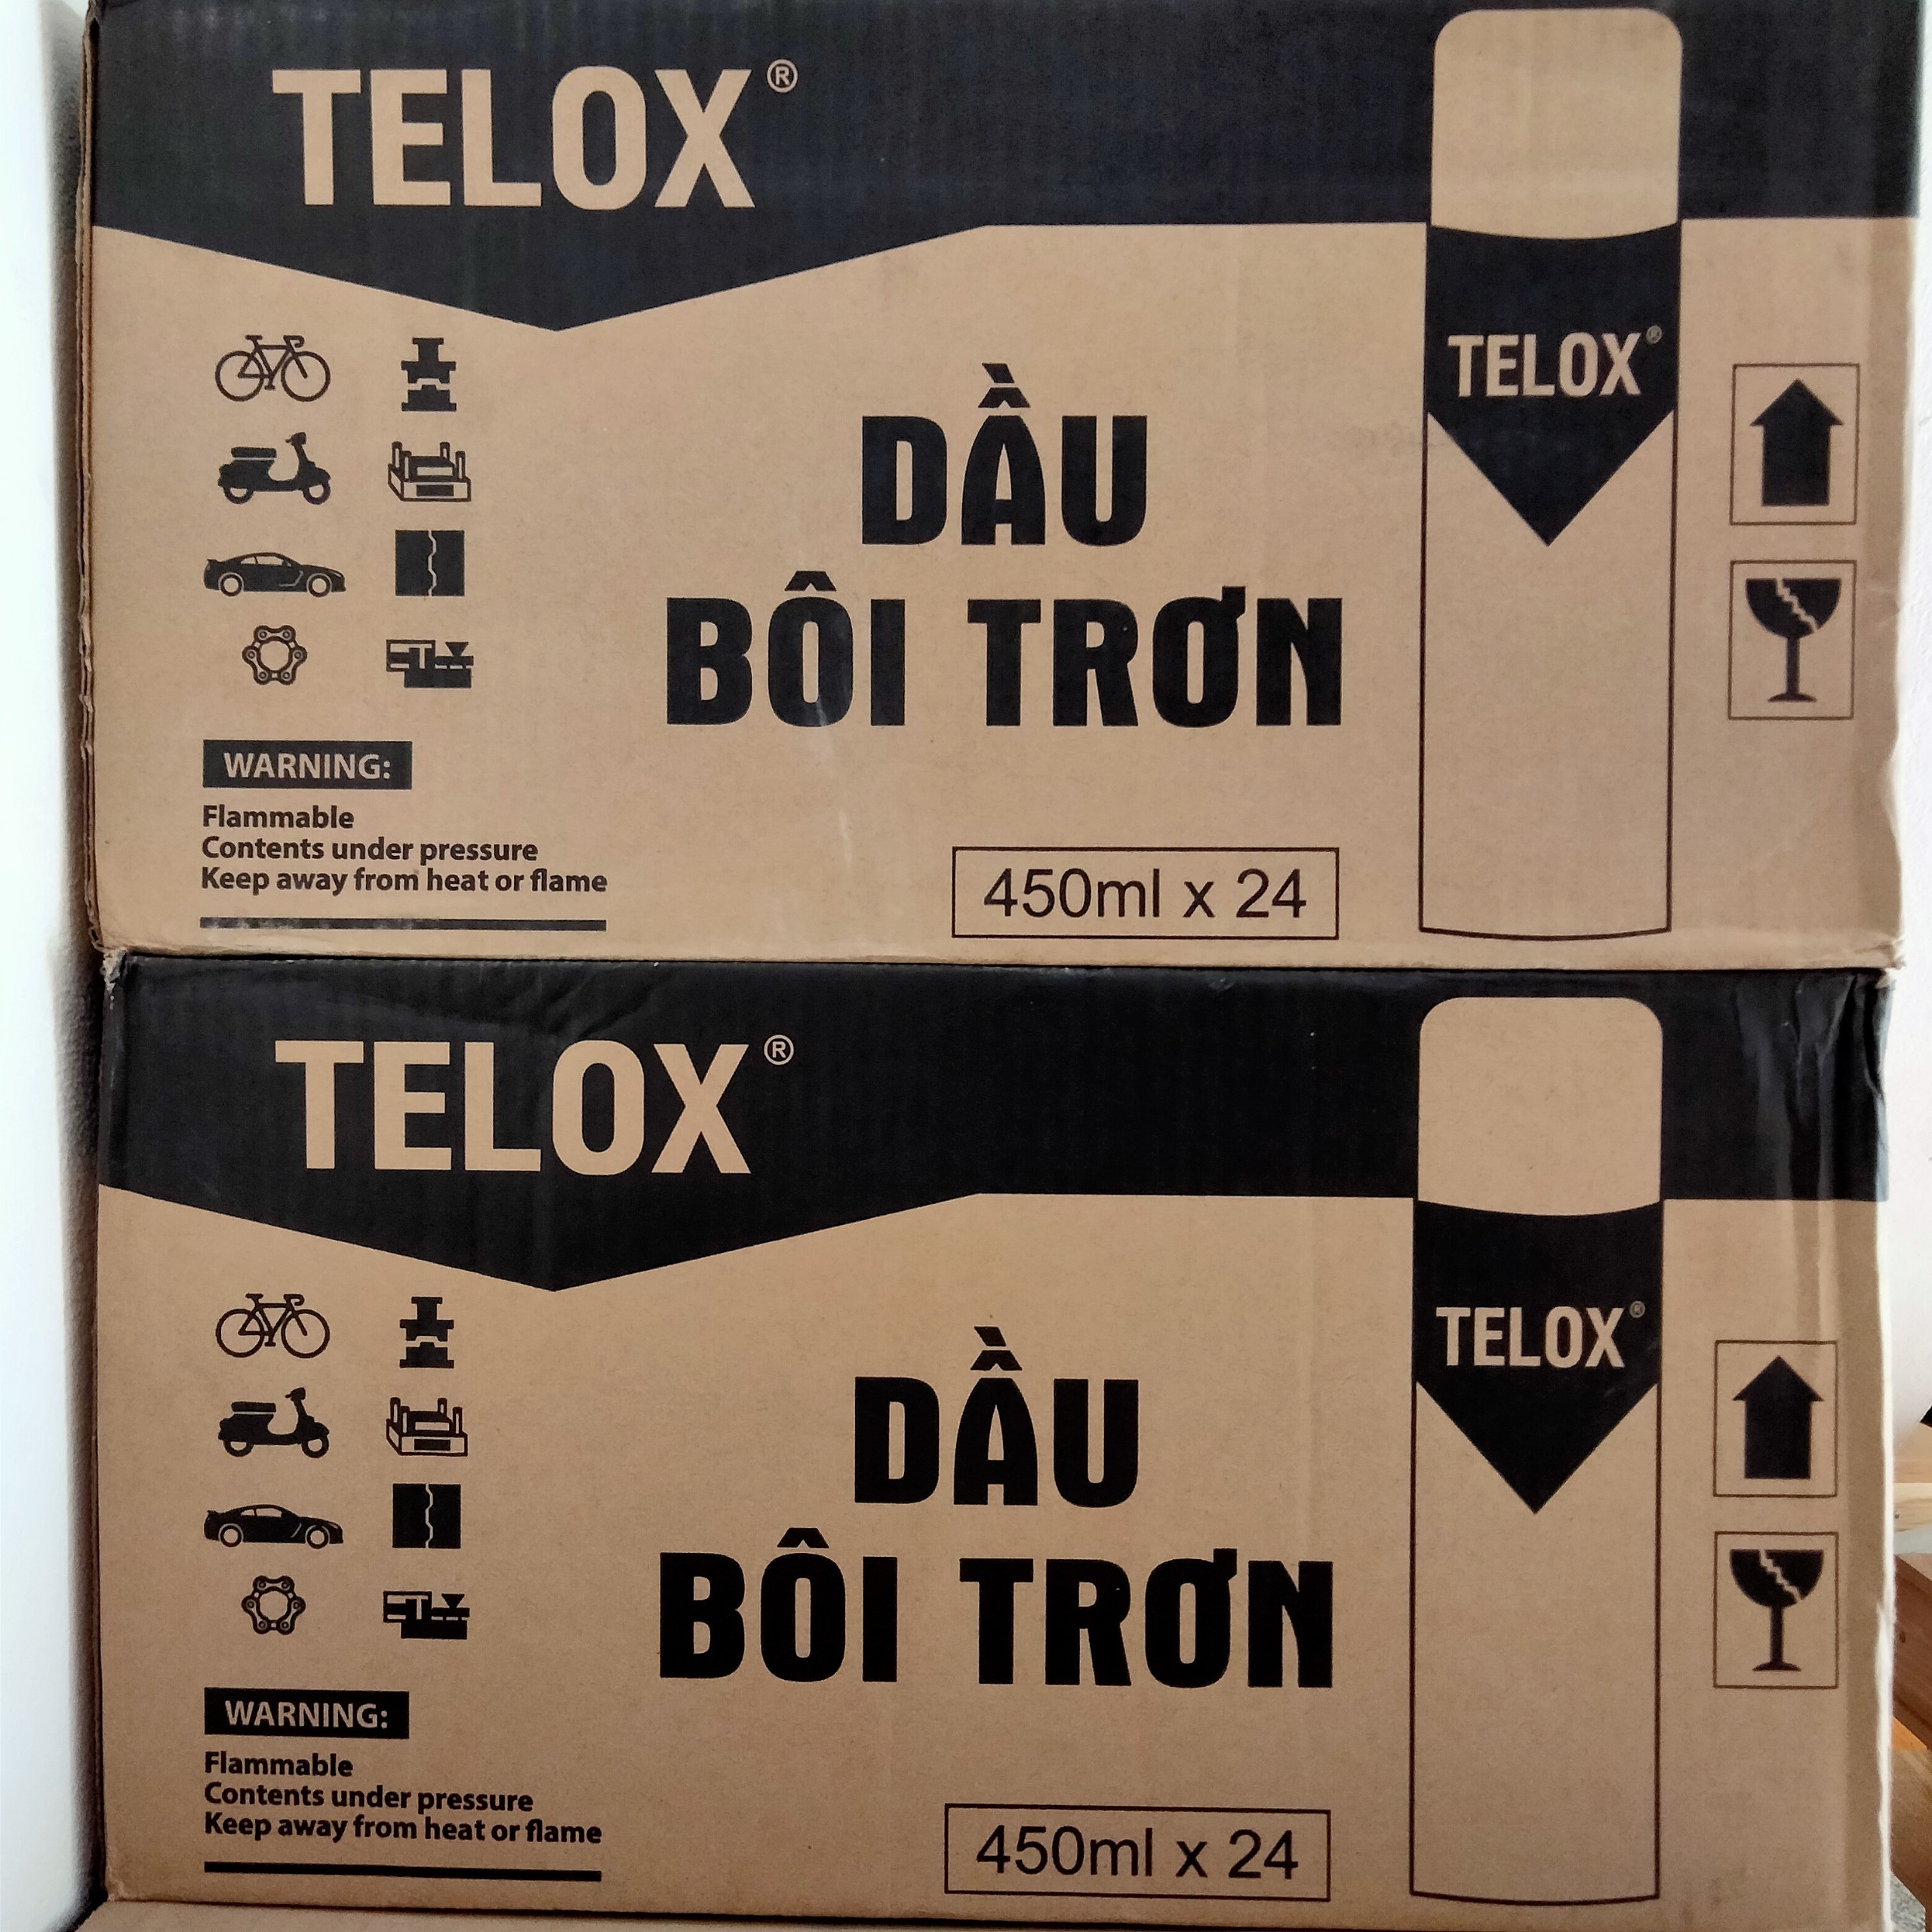 TELOX®
TELOX®
DẦU
BÔI TRƠN
WARNING:
Flammable
Contents under pressure
Keep away from heat or flame
450ml x 24
TELOX®
TELOX®
DẦU
BÔI TRƠN
WARNING:
Flammable
Contents under pressure
Keep away from heat or flame
450ml x 24